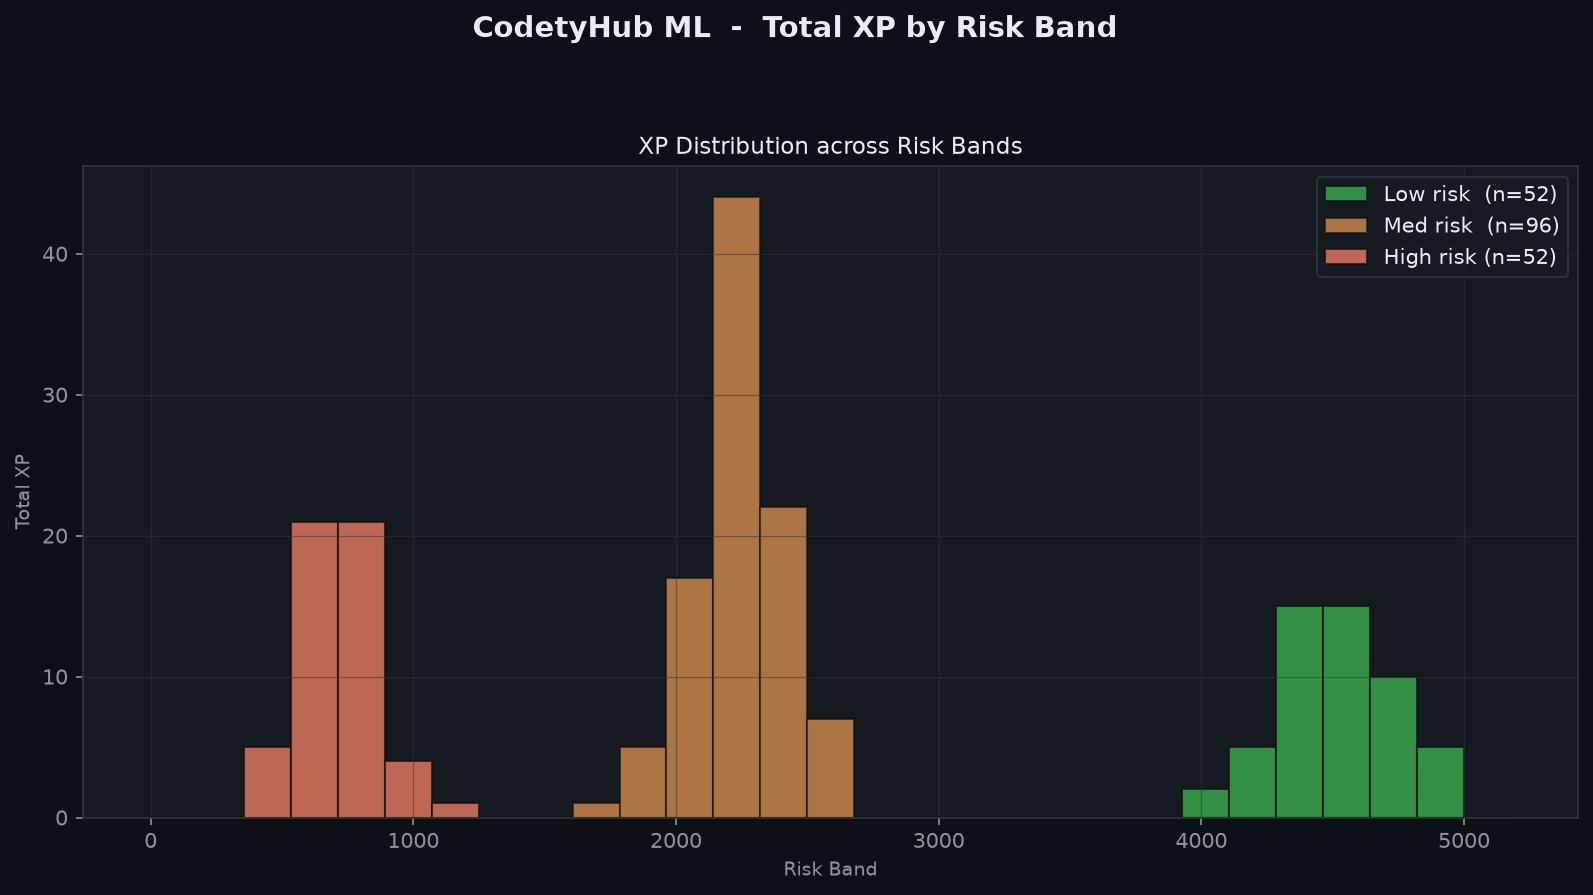 CodetyHub ML  -  Total XP by Risk Band
XP Distribution across Risk Bands
Low risk  (n=52)
Med risk  (n=96)
High risk (n=52)
Total XP
40
30
20
10
0
0 1000 2000 3000 4000 5000
Risk Band